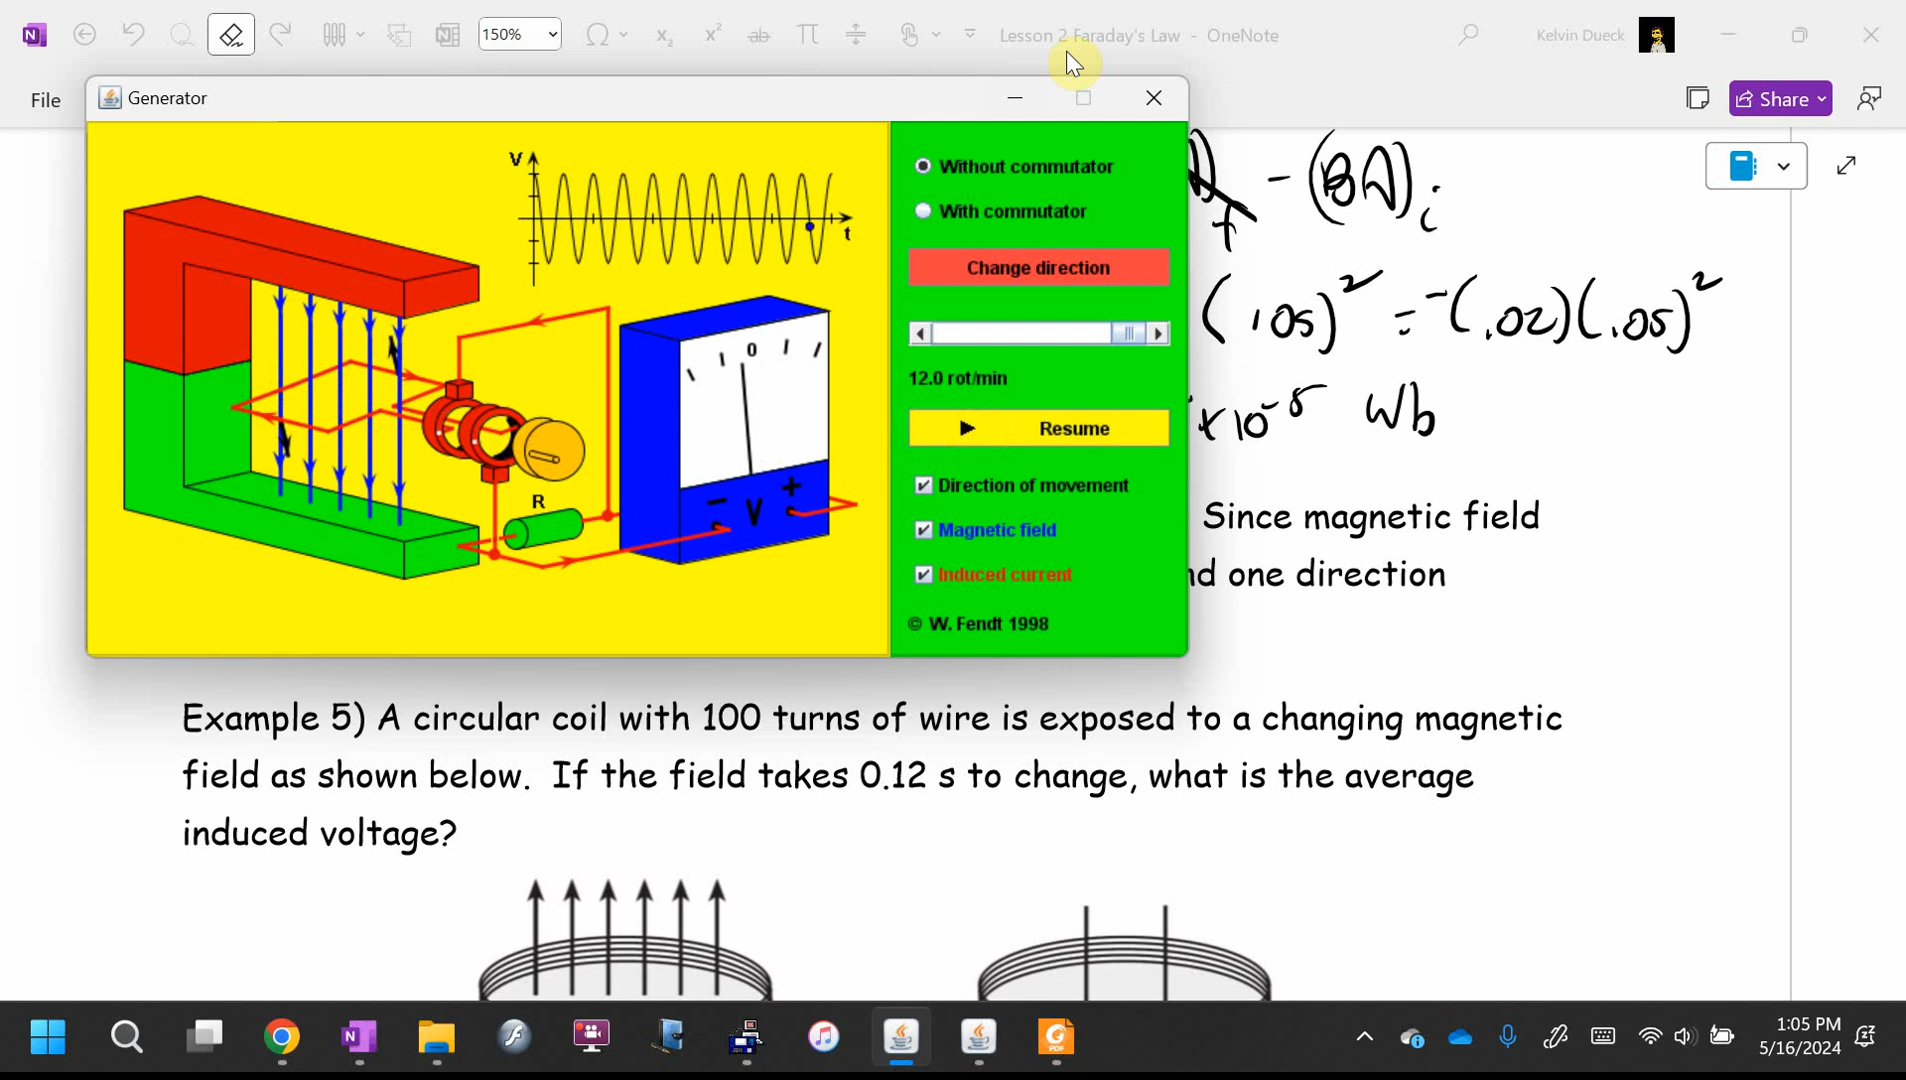 150%
Lesson 2 Faraday's Law - OneNote
Kelvin Dueck
File
Share
Generator
V
t
0
R
− V +
Without commutator
With commutator
Change direction
12.0 rot/min
Resume
Direction of movement
Magnetic field
Induced current
© W. Fendt 1998
- (BA)i
f
(.05)² = -(.02)(.05)²
x10⁻⁵ Wb
Since magnetic field
nd one direction
Example 5) A circular coil with 100 turns of wire is exposed to a changing magnetic
field as shown below. If the field takes 0.12 s to change, what is the average
induced voltage?
1:05 PM
5/16/2024